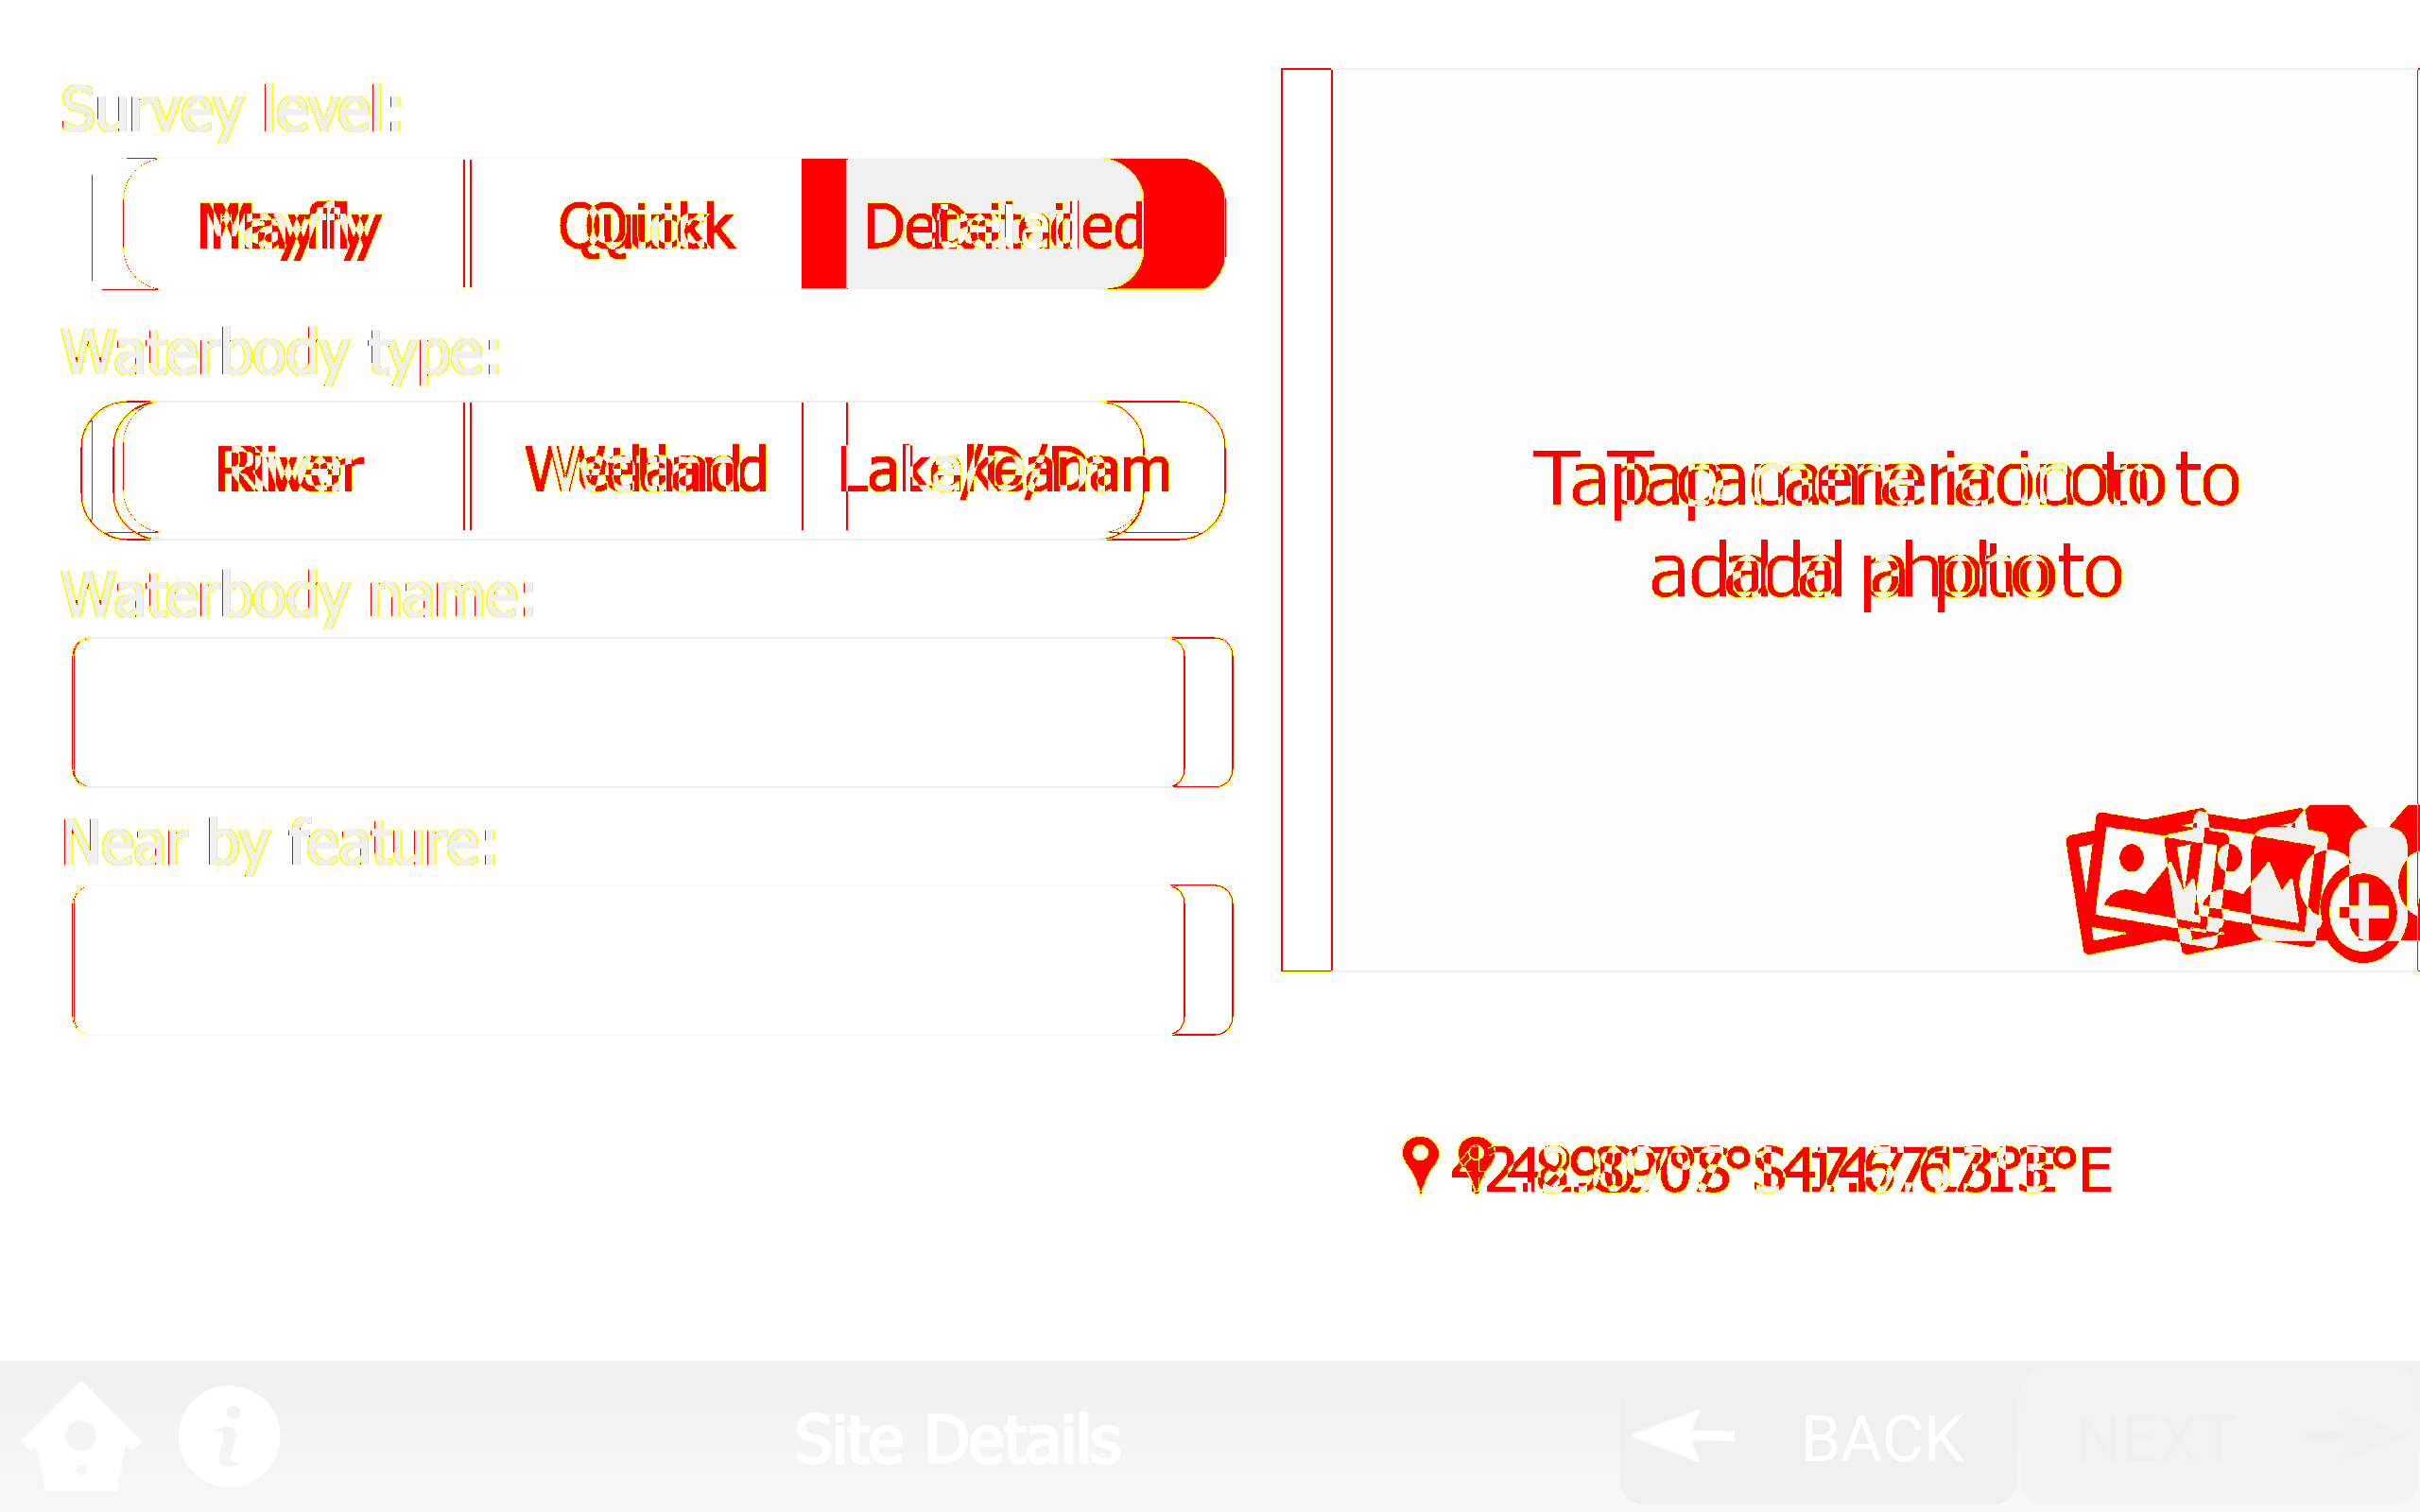 Survey level:
Mayfly Quick Detailed
Waterbody type:
River Wetland Lake/Dam
Waterbody name:
Near by feature:
Tap camera icon to
add a photo
Site Details BACK NEXT